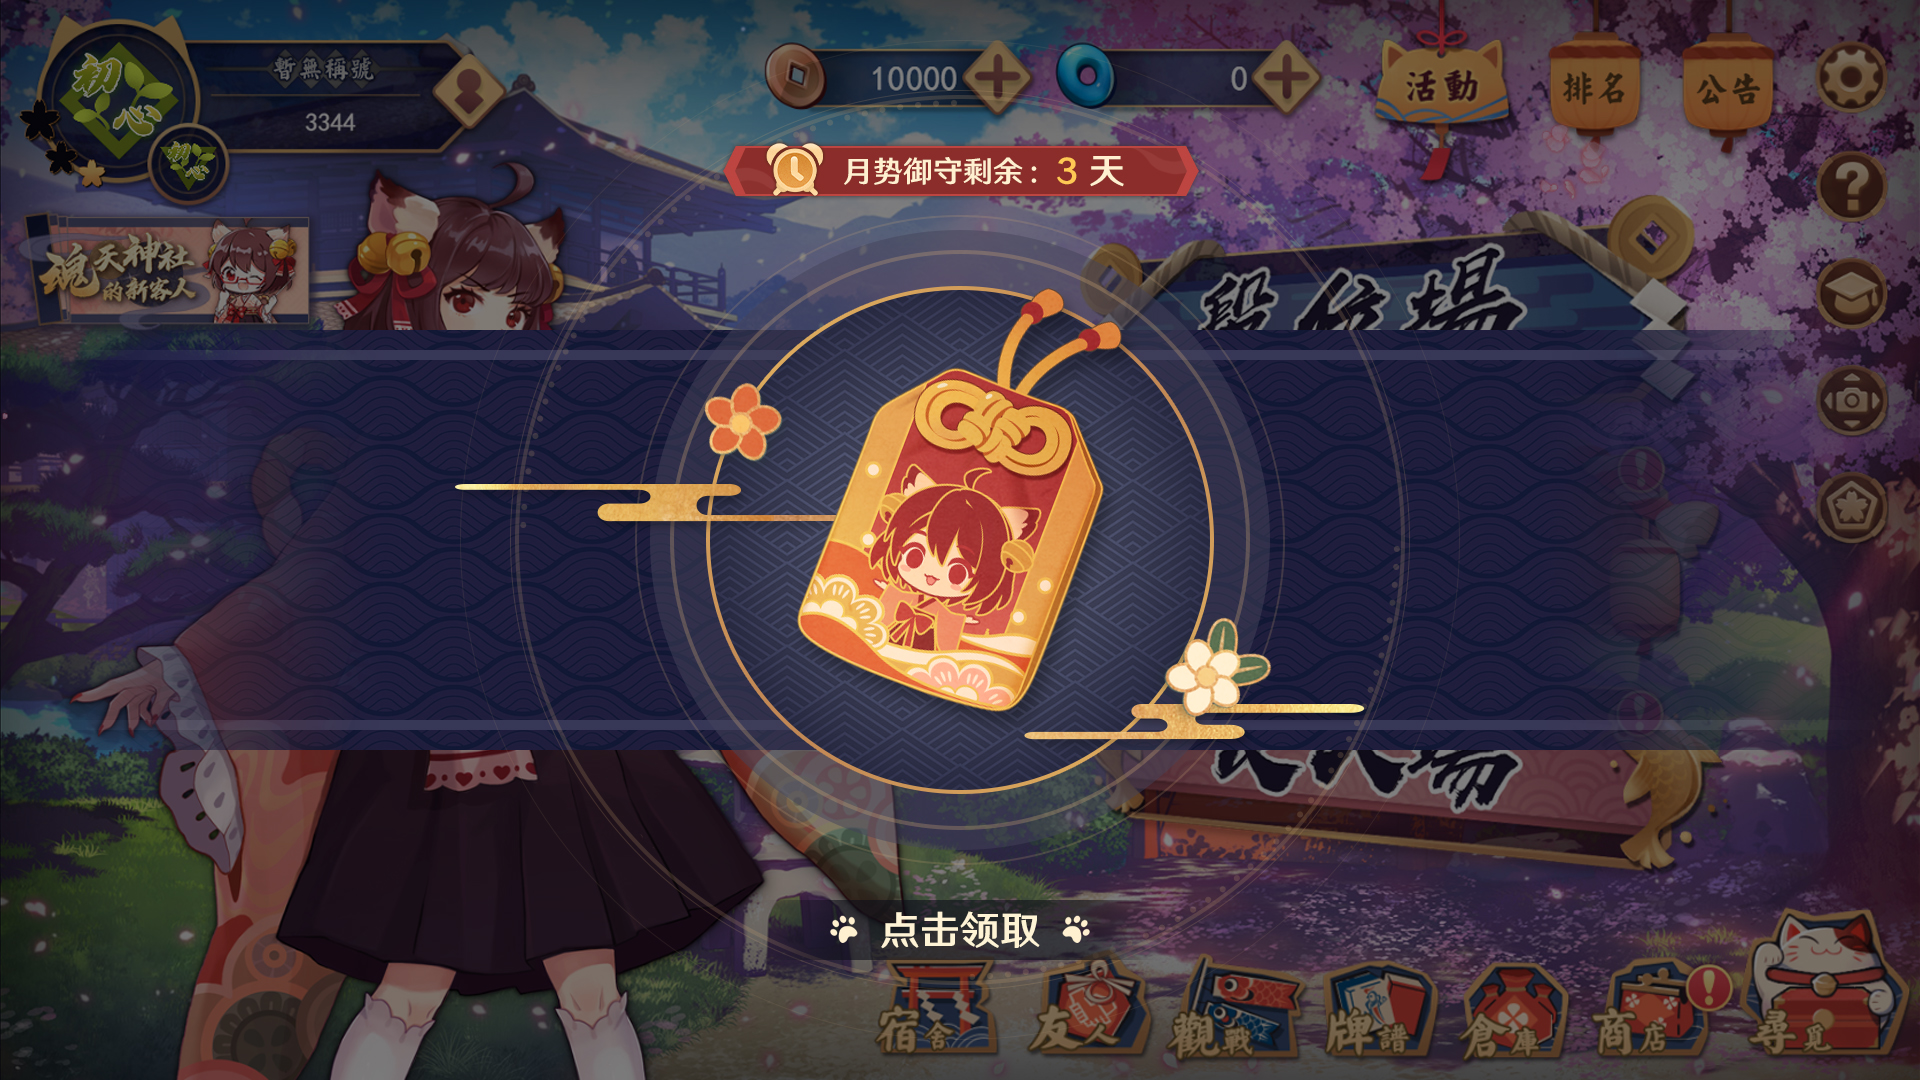 初心
暫無稱號
3344
初心
10000
0
活動
排名
公告
月势御守剩余：3 天
魂天神社
的新客人
段位場
点击领取
宿舍
友人
觀戰
牌譜
倉庫
商店
尋覓